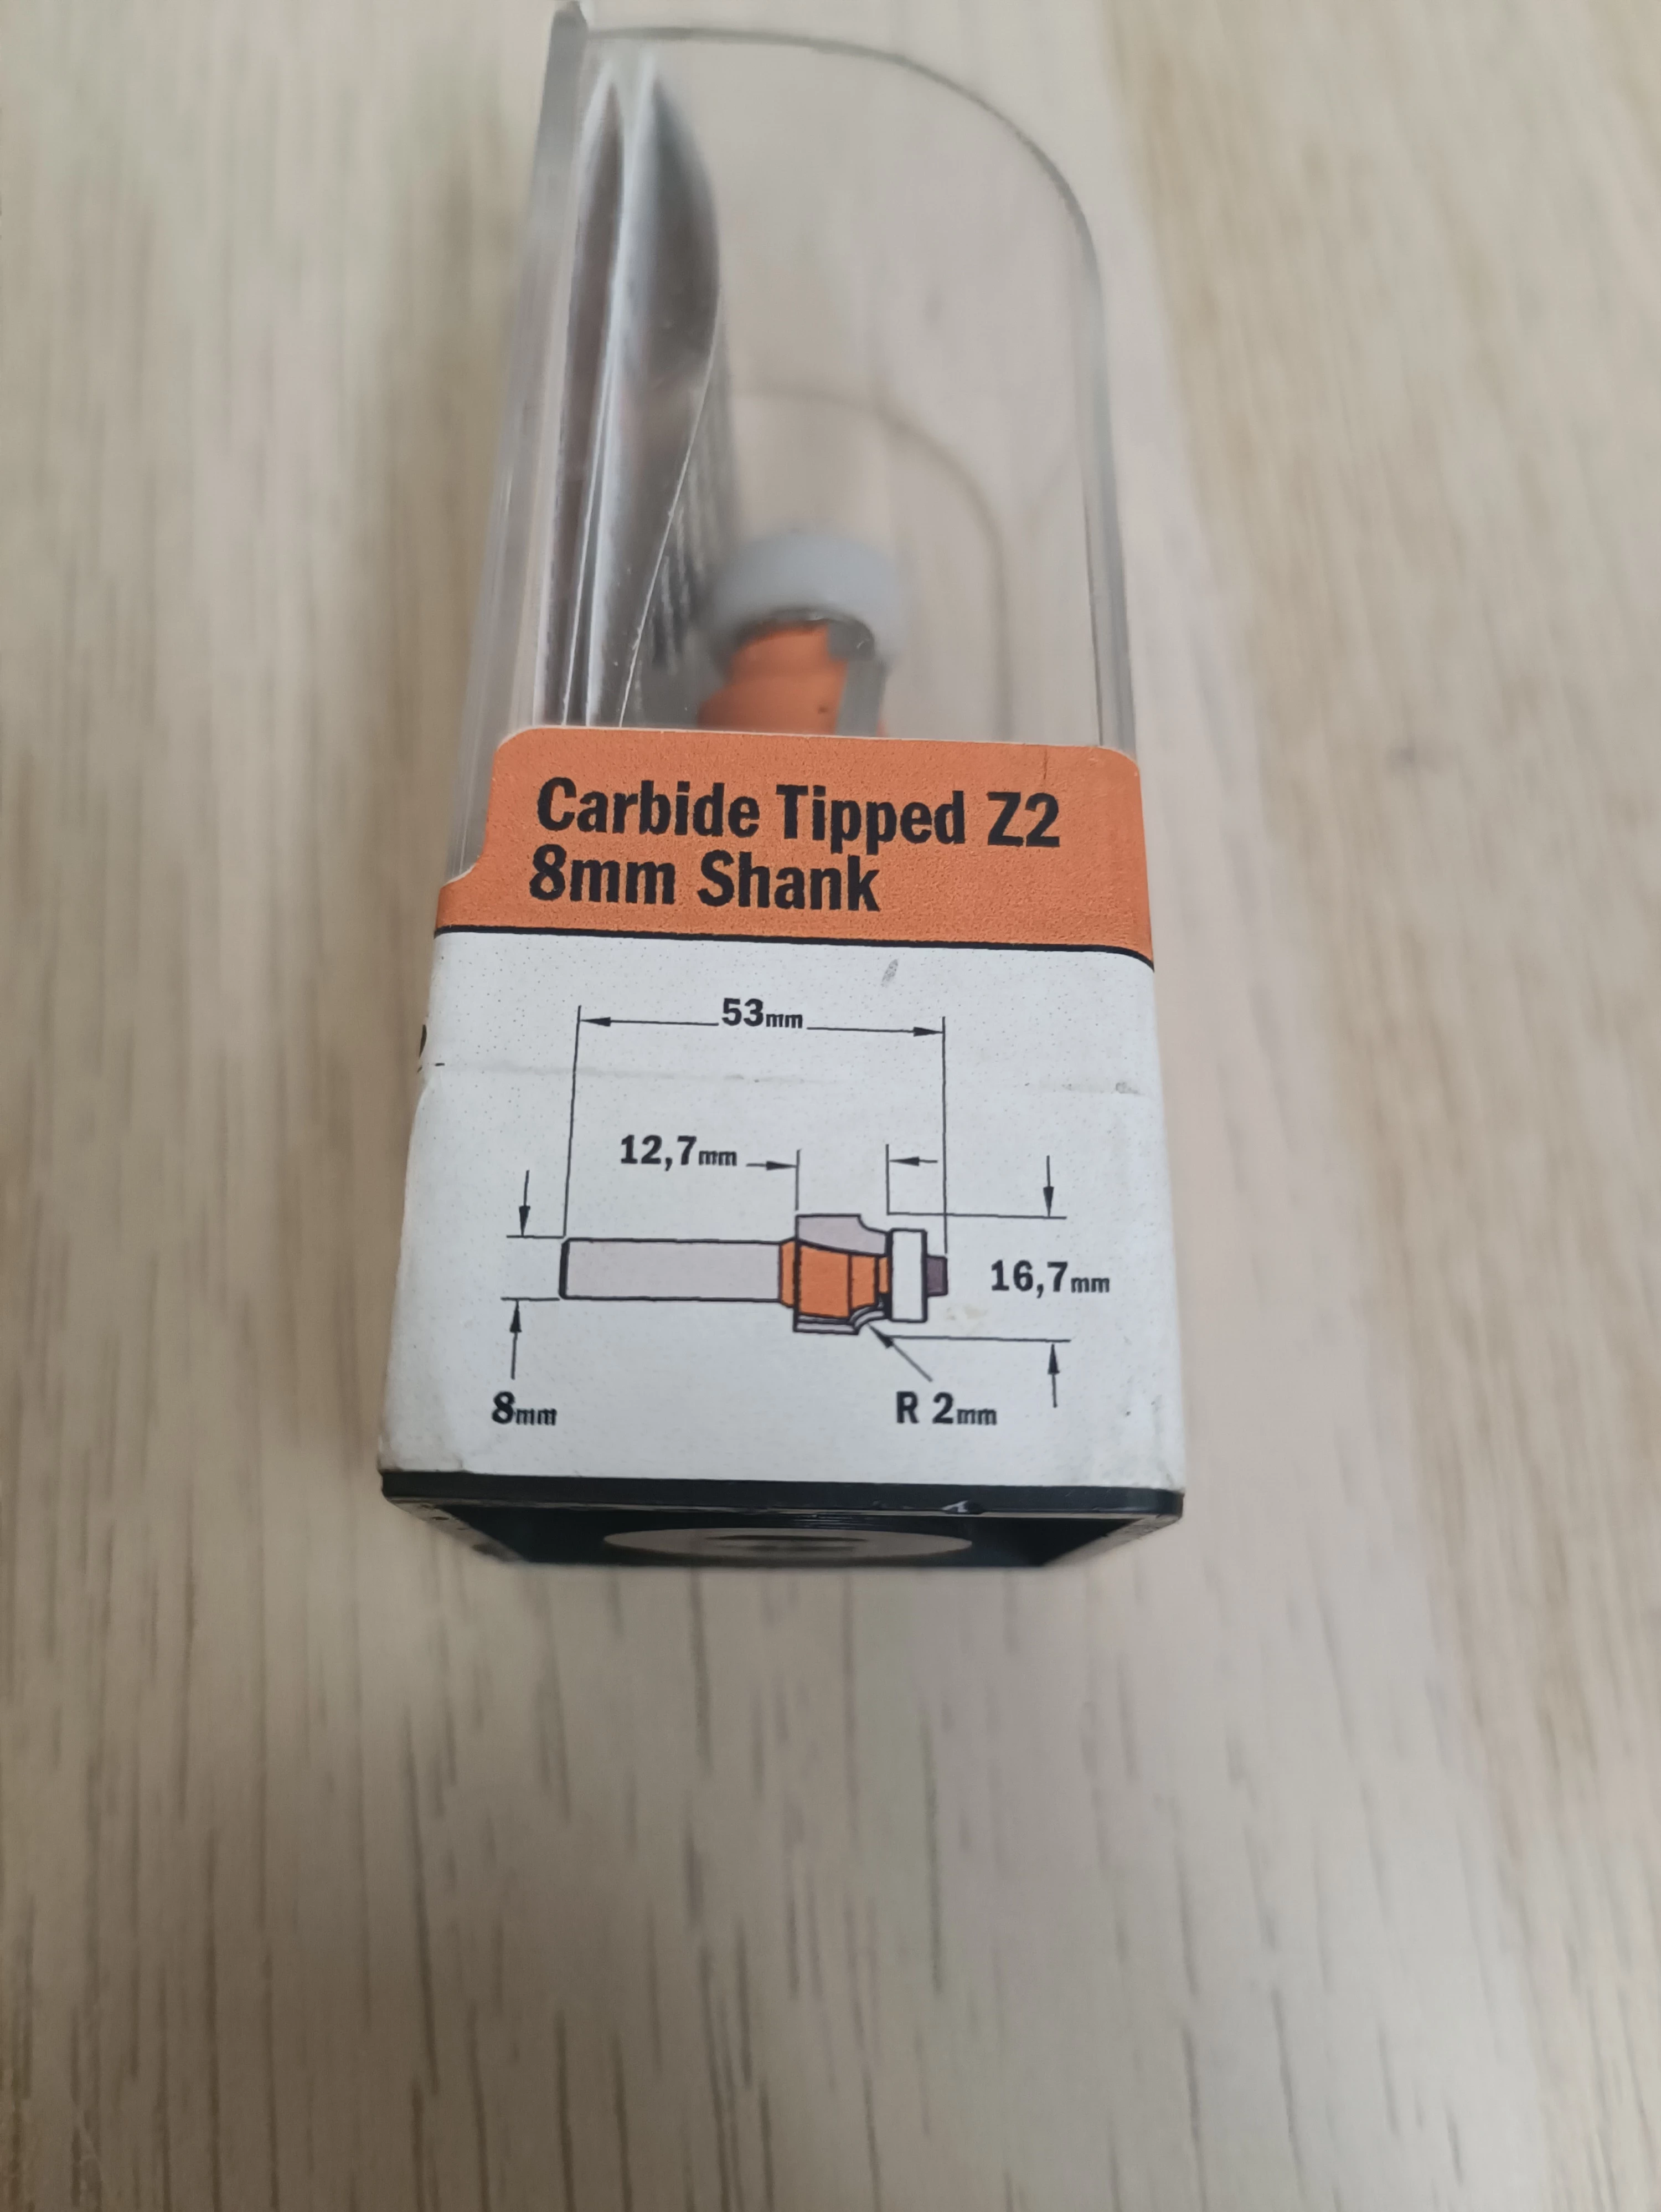 Carbide Tipped Z2
8mm Shank
53mm
12,7mm
16,7mm
8mm
R 2mm